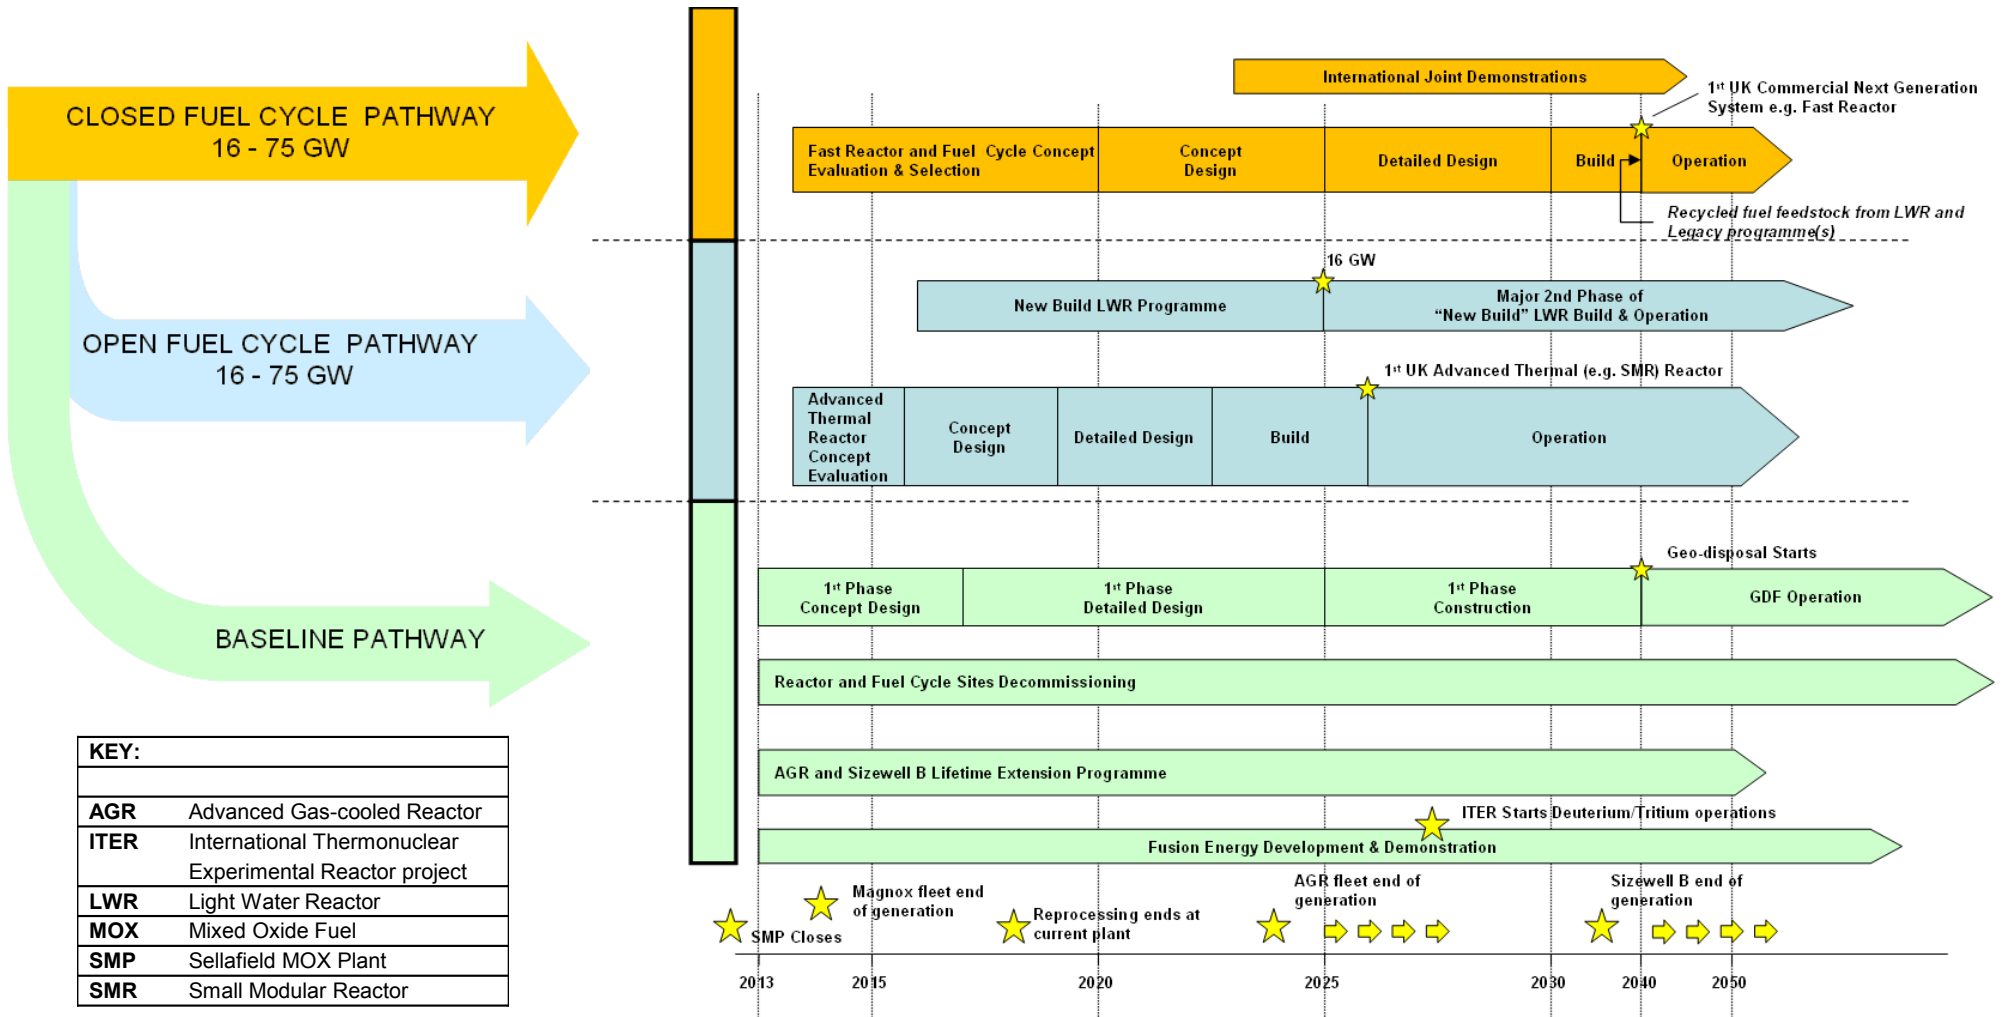 CLOSED FUEL CYCLE PATHWAY
16 - 75 GW
OPEN FUEL CYCLE PATHWAY
16 - 75 GW
BASELINE PATHWAY
KEY:
AGR Advanced Gas-cooled Reactor
ITER International Thermonuclear
Experimental Reactor project
LWR Light Water Reactor
MOX Mixed Oxide Fuel
SMP Sellafield MOX Plant
SMR Small Modular Reactor
International Joint Demonstrations
1st UK Commercial Next Generation
System e.g. Fast Reactor
Fast Reactor and Fuel Cycle Concept
Evaluation & Selection
Concept
Design
Detailed Design
Build
Operation
Recycled fuel feedstock from LWR and
Legacy programme(s)
16 GW
New Build LWR Programme
Major 2nd Phase of
“New Build” LWR Build & Operation
1st UK Advanced Thermal (e.g. SMR) Reactor
Advanced
Thermal
Reactor
Concept
Evaluation
Concept
Design
Detailed Design
Build
Operation
Geo-disposal Starts
1st Phase
Concept Design
1st Phase
Detailed Design
1st Phase
Construction
GDF Operation
Reactor and Fuel Cycle Sites Decommissioning
AGR and Sizewell B Lifetime Extension Programme
ITER Starts Deuterium/Tritium operations
Fusion Energy Development & Demonstration
SMP Closes
Magnox fleet end
of generation
Reprocessing ends at
current plant
AGR fleet end of
generation
Sizewell B end of
generation
2013 2015 2020 2025 2030 2040 2050